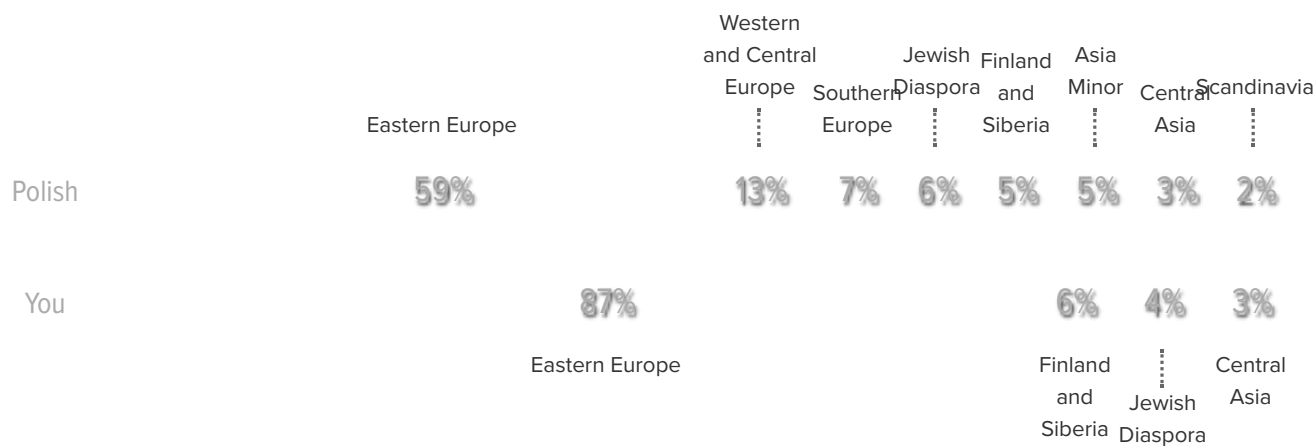 Western
and Central
Europe
Jewish
Diaspora
Finland
and
Siberia
Asia
Minor
Scandinavia
Southern
Europe
Central
Asia
Eastern Europe
Polish 59% 13% 7% 6% 5% 5% 3% 2%
You 87% 6% 4% 3%
Eastern Europe
Finland
and
Siberia
Jewish
Diaspora
Central
Asia